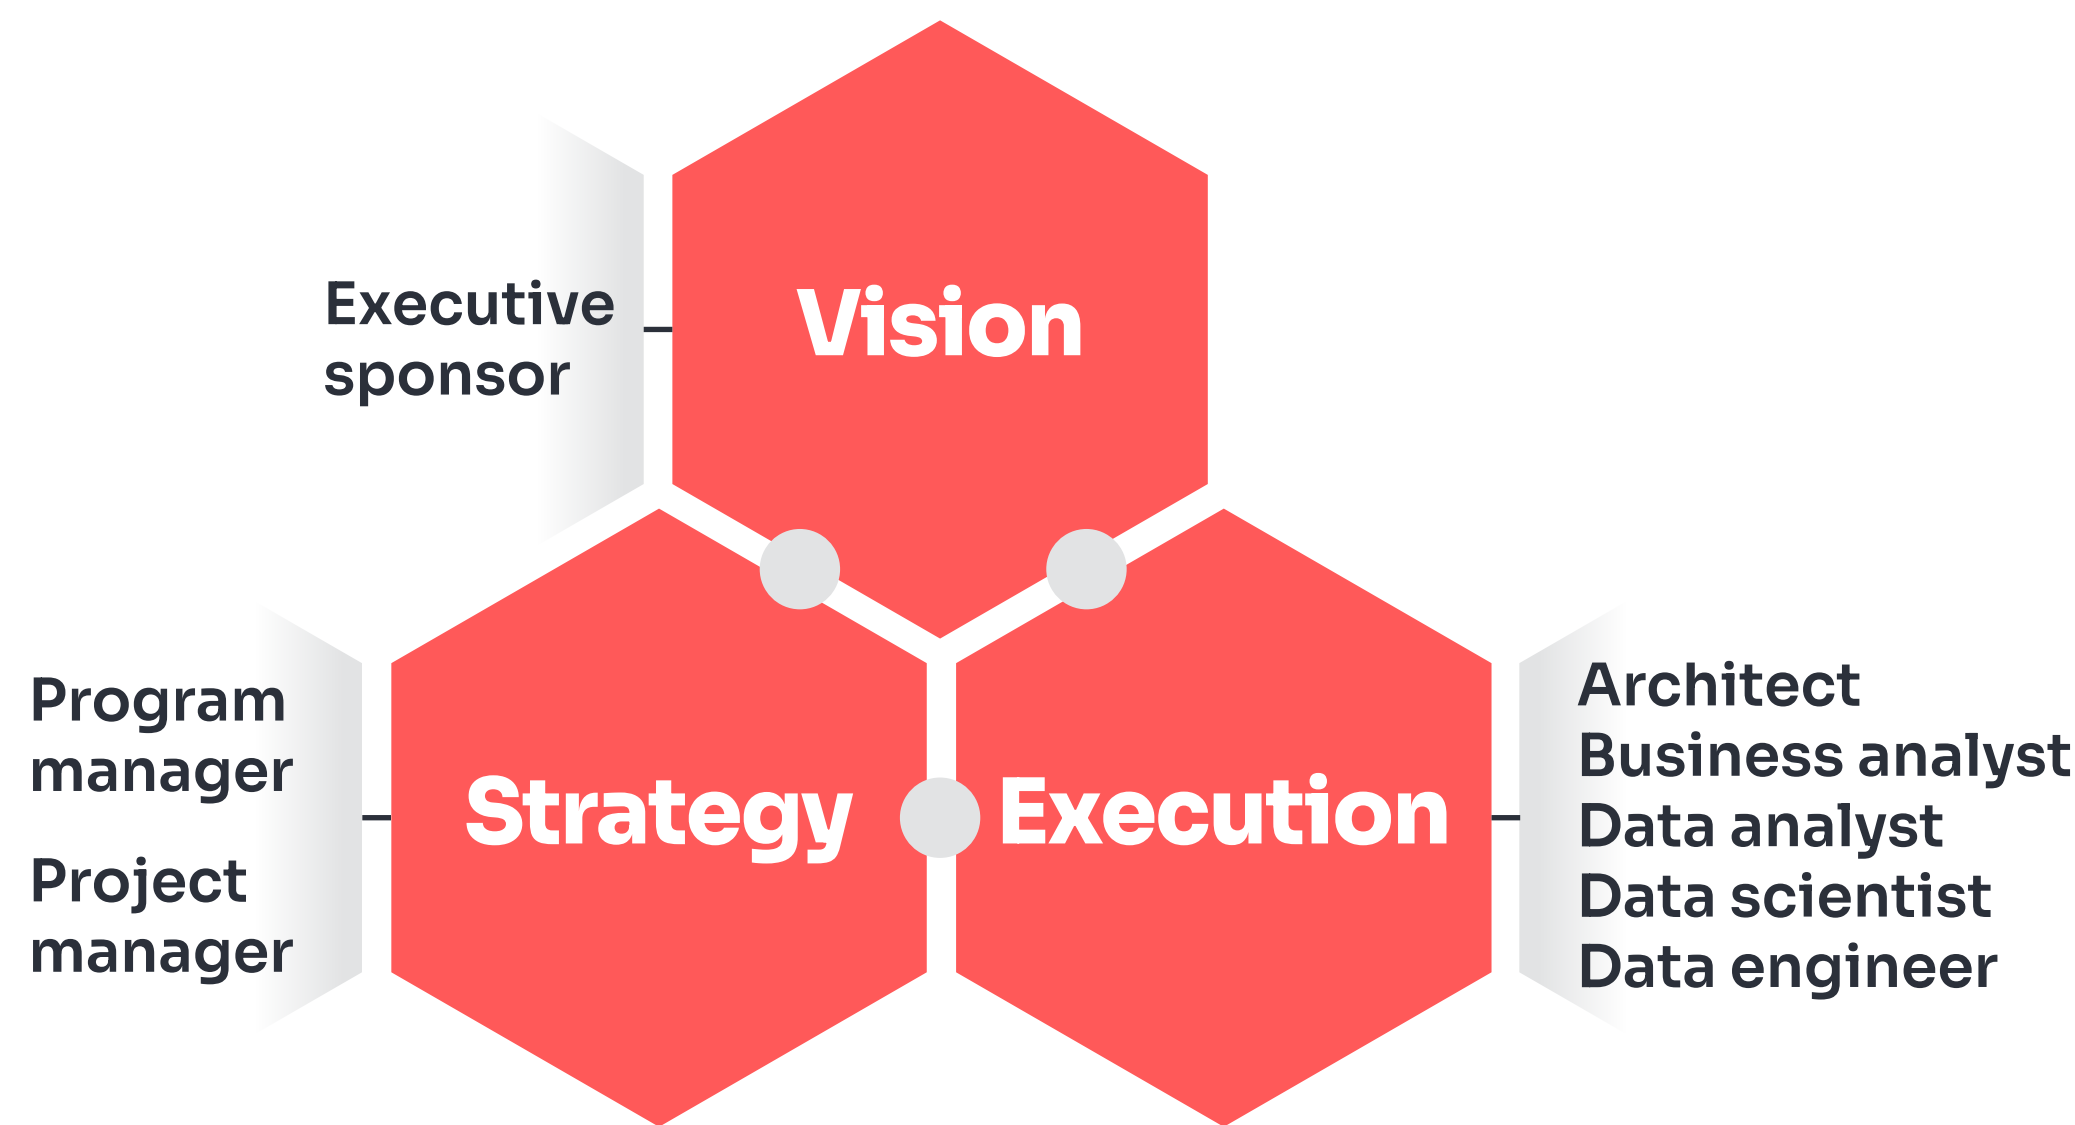 Vision
Executive
sponsor
Strategy
Program
manager
Project
manager
Execution
Architect
Business analyst
Data analyst
Data scientist
Data engineer